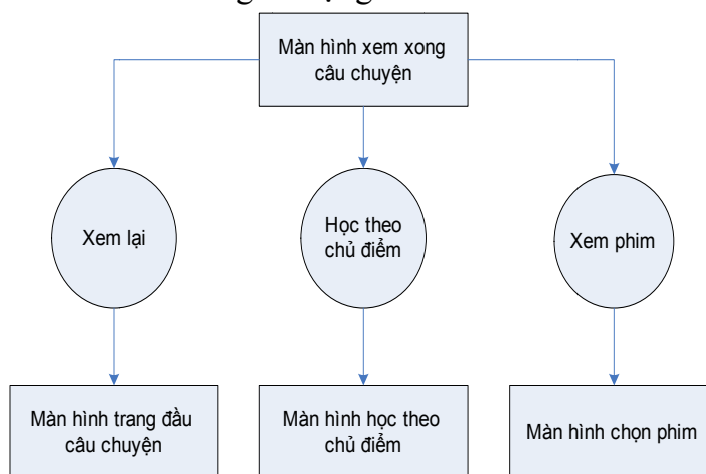 Màn hình xem xong
câu chuyện
Xem lại
Học theo
chủ điểm
Xem phim
Màn hình trang đầu
câu chuyện
Màn hình học theo
chủ điểm
Màn hình chọn phim